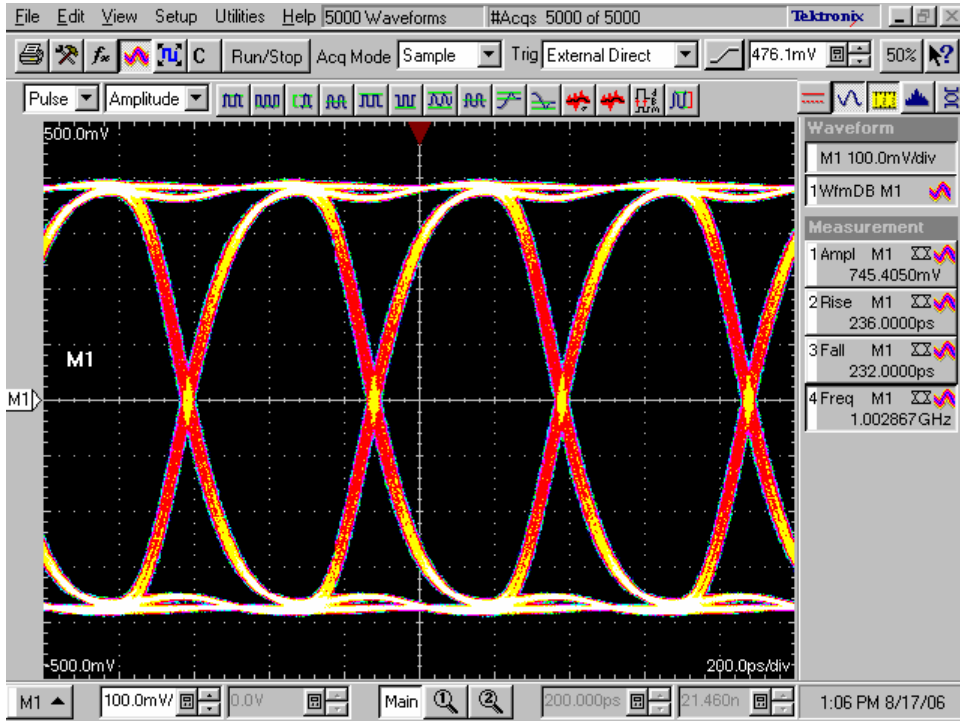 File Edit View Setup Utilities Help 5000 Waveforms #Acqs 5000 of 5000 Tektronix
fx C Run/Stop Acq Mode Sample Trig External Direct 476.1mV 50% ?
Pulse Amplitude
500.0mV
Waveform
M1 100.0mV/div
1 WfmDB M1
Measurement
1 Ampl M1
745.4050mV
2 Rise M1
236.0000ps
3 Fall M1
232.0000ps
4 Freq M1
1.002867GHz
M1
M1
-500.0mV 200.0ps/div
M1 100.0mV/ 0.0V Main 1 2 200.000ps 21.460n 1:06 PM 8/17/06